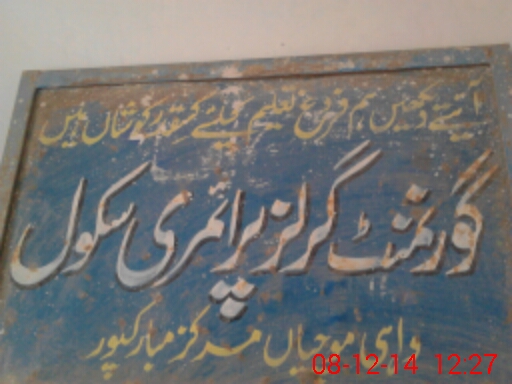 آئیے دیکھیں ہم فروغ تعلیم کیلئے کسقدر کوشاں ہیں
گورنمنٹ گرلز پرائمری سکول
واہی موچیاں مرکز مبارکپور
08-12-14 12:27